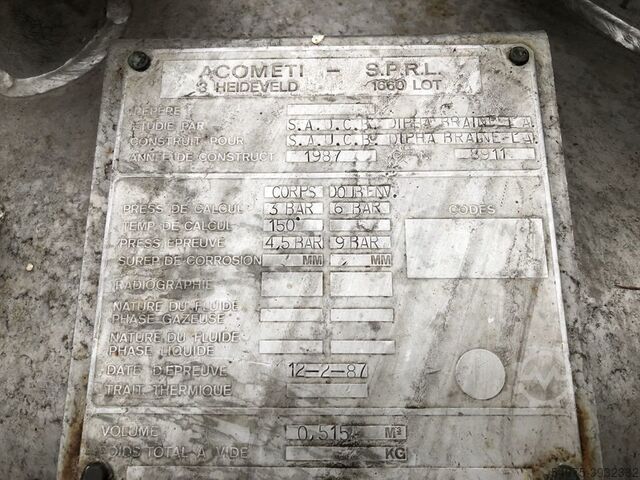 ACOMETI - S.P.R.L.
3 HEIDEVELD 1660 LOT
REPERE
ETUDIE PAR S.A.U.C.B. DIPHA BRAINE-L'A
CONSTRUIT POUR S.A.U.C.B. DIPHA BRAINE-L'A
ANNEE DE CONSTRUCT 1987 3911
CORPS DOUB.ENV
PRESS DE CALCUL 3 BAR 6 BAR CODES
TEMP. DE CALCUL 150°
PRESS EPREUVE 4,5 BAR 9 BAR
SUREP. DE CORROSION MM MM
RADIOGRAPHIE
NATURE DU FLUIDE
PHASE GAZEUSE
NATURE DU FLUIDE
PHASE LIQUIDE
DATE D'EPREUVE 12-2-87
TRAIT THERMIQUE
VOLUME 0,515 M³
POIDS TOTAL A VIDE KG